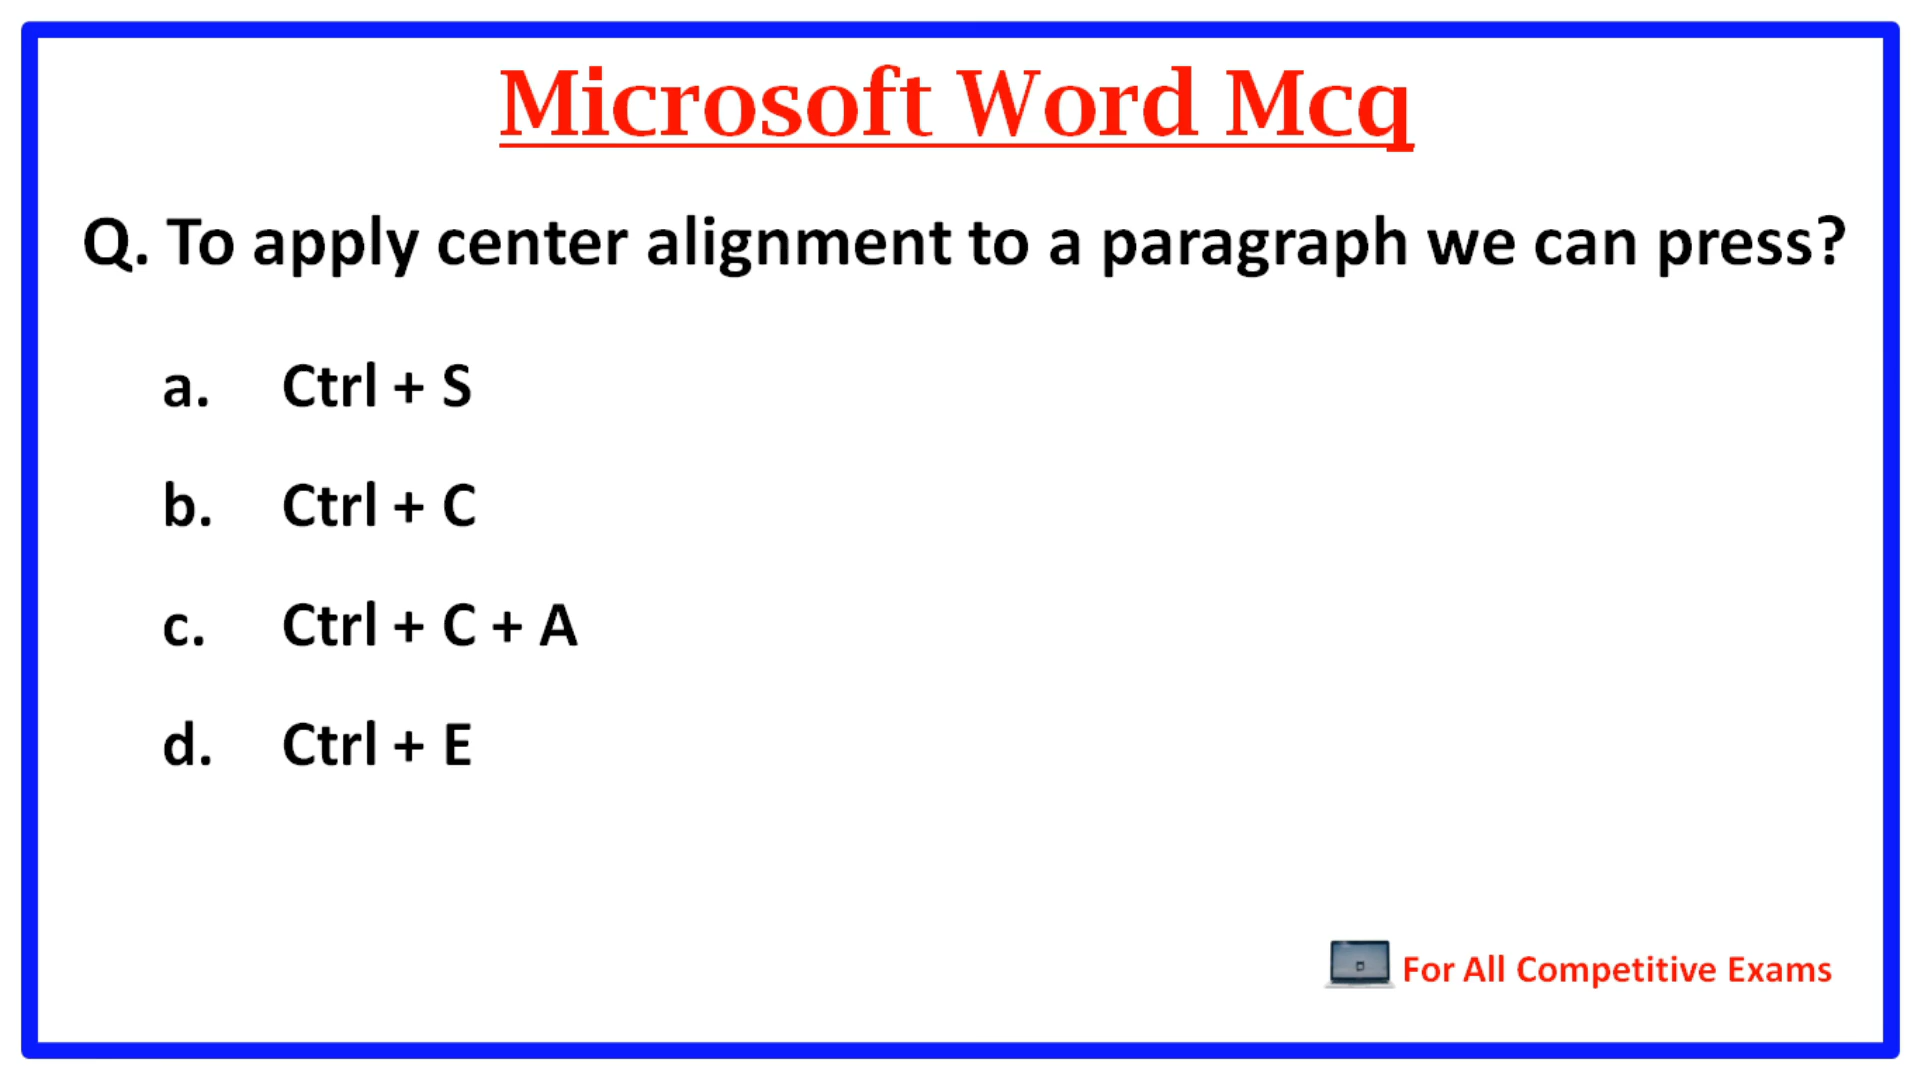 Microsoft Word Mcq
Q. To apply center alignment to a paragraph we can press?
a. Ctrl + S
b. Ctrl + C
c. Ctrl + C + A
d. Ctrl + E
For All Competitive Exams